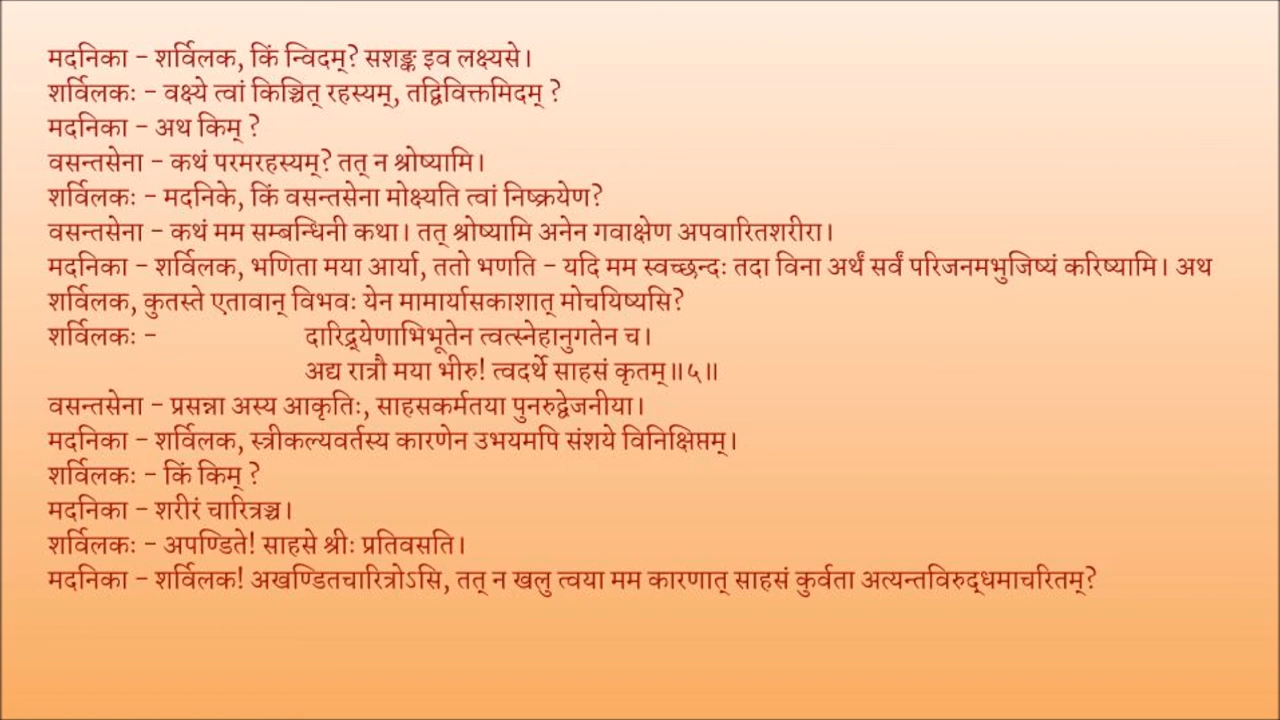 मदनिका – शर्विलक, किं न्विदम्? सशङ्क इव लक्ष्यसे।
शर्विलकः – वक्ष्ये त्वां किञ्चित् रहस्यम्, तद्विविक्तमिदम् ?
मदनिका – अथ किम् ?
वसन्तसेना – कथं परमरहस्यम्? तत् न श्रोष्यामि।
शर्विलकः – मदनिके, किं वसन्तसेना मोक्ष्यति त्वां निष्क्रयेण?
वसन्तसेना – कथं मम सम्बन्धिनी कथा। तत् श्रोष्यामि अनेन गवाक्षेण अपवारितशरीरा।
मदनिका – शर्विलक, भणिता मया आर्या, ततो भणति – यदि मम स्वच्छन्दः तदा विना अर्थं सर्वं परिजनमभुजिष्यं करिष्यामि। अथ
शर्विलक, कुतस्ते एतावान् विभवः येन मामार्यासकाशात् मोचयिष्यसि?
शर्विलकः – दारिद्र्येणाभिभूतेन त्वत्स्नेहानुगतेन च।
अद्य रात्रौ मया भीरु! त्वदर्थे साहसं कृतम्॥५॥
वसन्तसेना – प्रसन्ना अस्य आकृतिः, साहसकर्मतया पुनरुद्वेजनीया।
मदनिका – शर्विलक, स्त्रीकल्यवर्तस्य कारणेन उभयमपि संशये विनिक्षिप्तम्।
शर्विलकः – किं किम् ?
मदनिका – शरीरं चारित्रञ्च।
शर्विलकः – अपण्डिते! साहसे श्रीः प्रतिवसति।
मदनिका – शर्विलक! अखण्डितचारित्रोऽसि, तत् न खलु त्वया मम कारणात् साहसं कुर्वता अत्यन्तविरुद्धमाचरितम्?